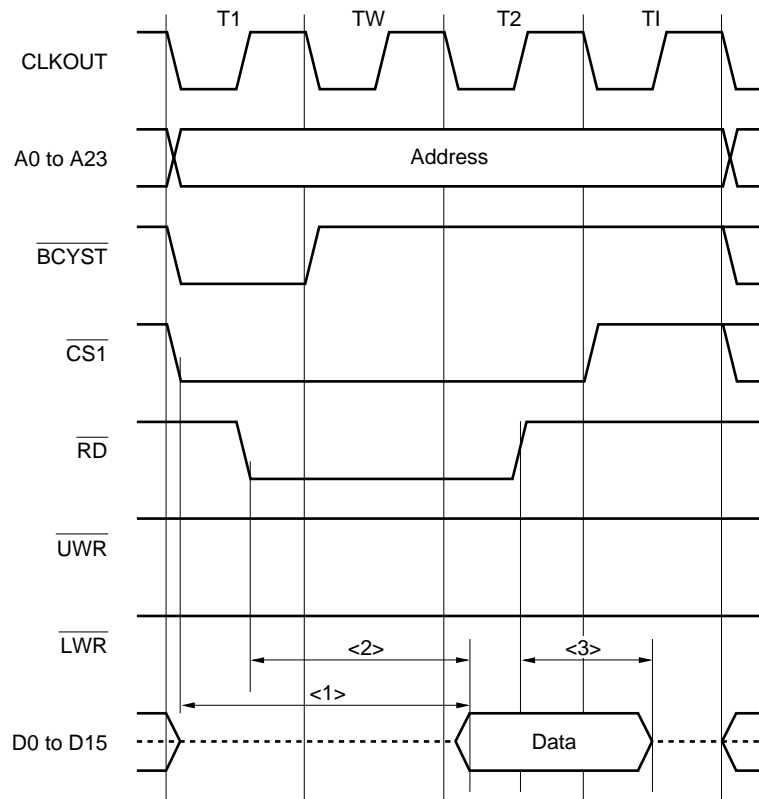 T1 TW T2 TI
CLKOUT
A0 to A23 Address
BCYST
CS1
RD
UWR
LWR
<2> <3>
<1>
D0 to D15 Data